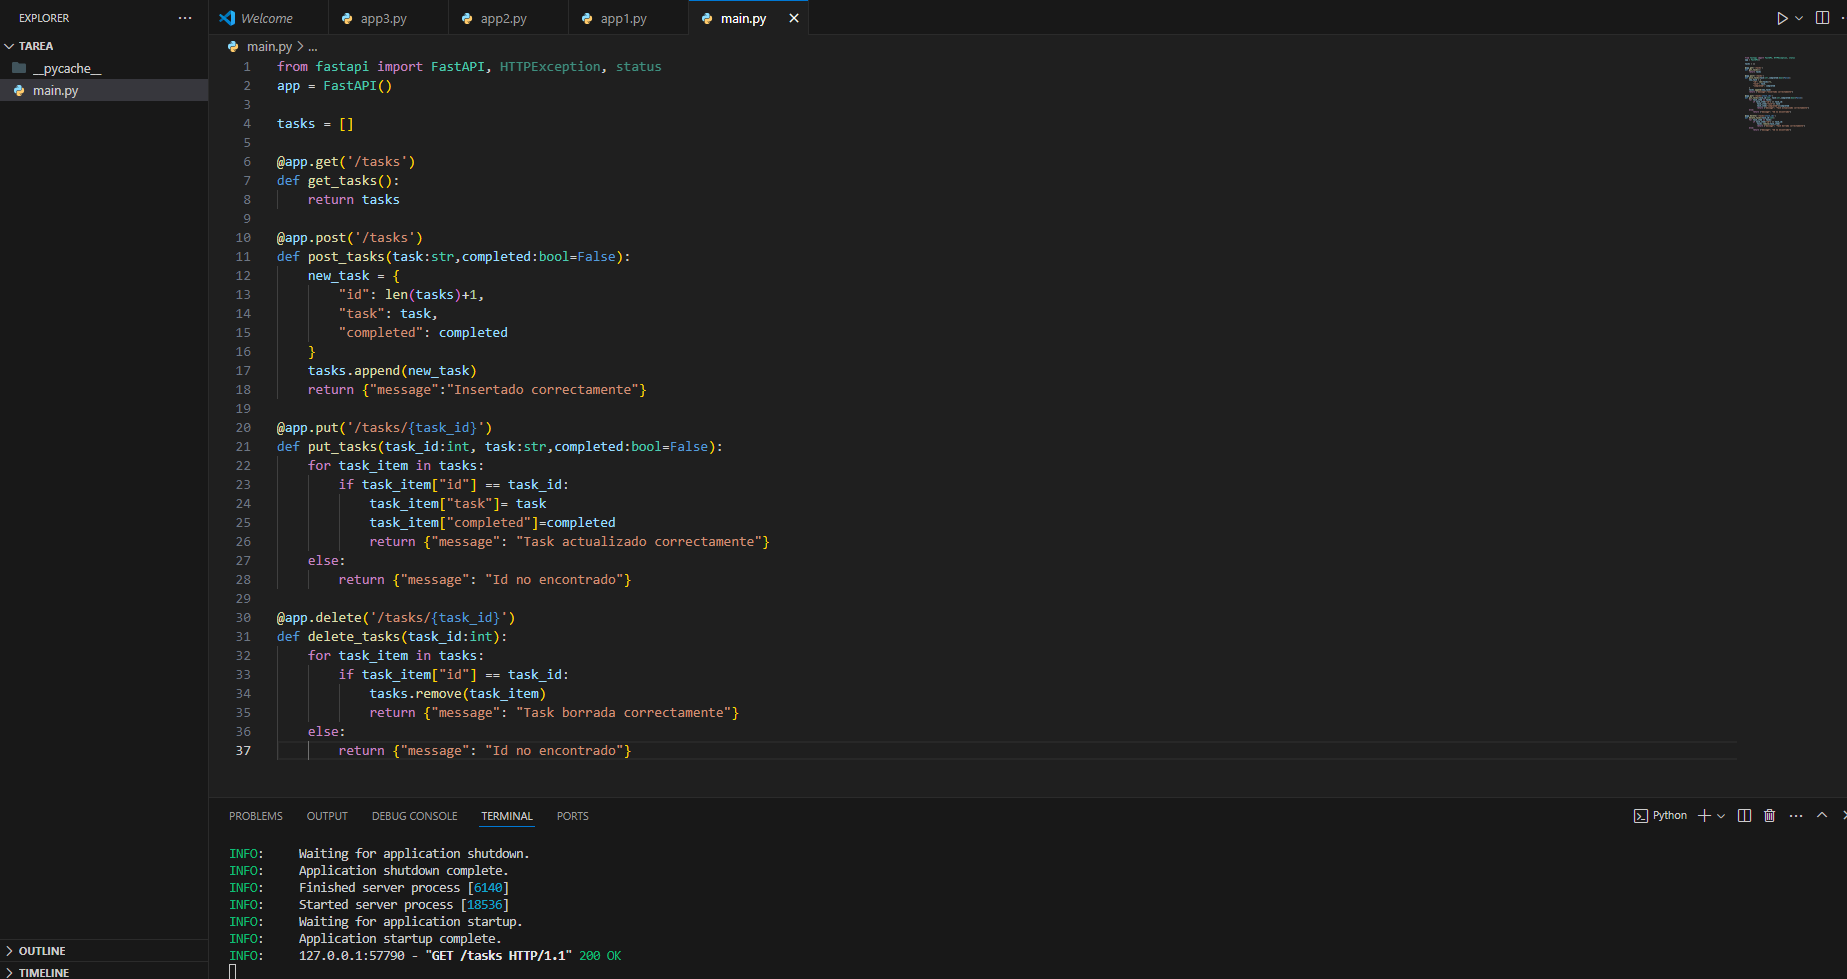 EXPLORER
TAREA
__pycache__
main.py
OUTLINE
TIMELINE
Welcome
app3.py
app2.py
app1.py
main.py
main.py > ...
1 from fastapi import FastAPI, HTTPException, status
2 app = FastAPI()
3
4 tasks = []
5
6 @app.get('/tasks')
7 def get_tasks():
8     return tasks
9
10 @app.post('/tasks')
11 def post_tasks(task:str,completed:bool=False):
12     new_task = {
13         "id": len(tasks)+1,
14         "task": task,
15         "completed": completed
16     }
17     tasks.append(new_task)
18     return {"message":"Insertado correctamente"}
19
20 @app.put('/tasks/{task_id}')
21 def put_tasks(task_id:int, task:str,completed:bool=False):
22     for task_item in tasks:
23         if task_item["id"] == task_id:
24             task_item["task"]= task
25             task_item["completed"]=completed
26             return {"message": "Task actualizado correctamente"}
27     else:
28         return {"message": "Id no encontrado"}
29
30 @app.delete('/tasks/{task_id}')
31 def delete_tasks(task_id:int):
32     for task_item in tasks:
33         if task_item["id"] == task_id:
34             tasks.remove(task_item)
35             return {"message": "Task borrada correctamente"}
36     else:
37         return {"message": "Id no encontrado"}
PROBLEMS OUTPUT DEBUG CONSOLE TERMINAL PORTS
Python
INFO:     Waiting for application shutdown.
INFO:     Application shutdown complete.
INFO:     Finished server process [6140]
INFO:     Started server process [18536]
INFO:     Waiting for application startup.
INFO:     Application startup complete.
INFO:     127.0.0.1:57790 - "GET /tasks HTTP/1.1" 200 OK